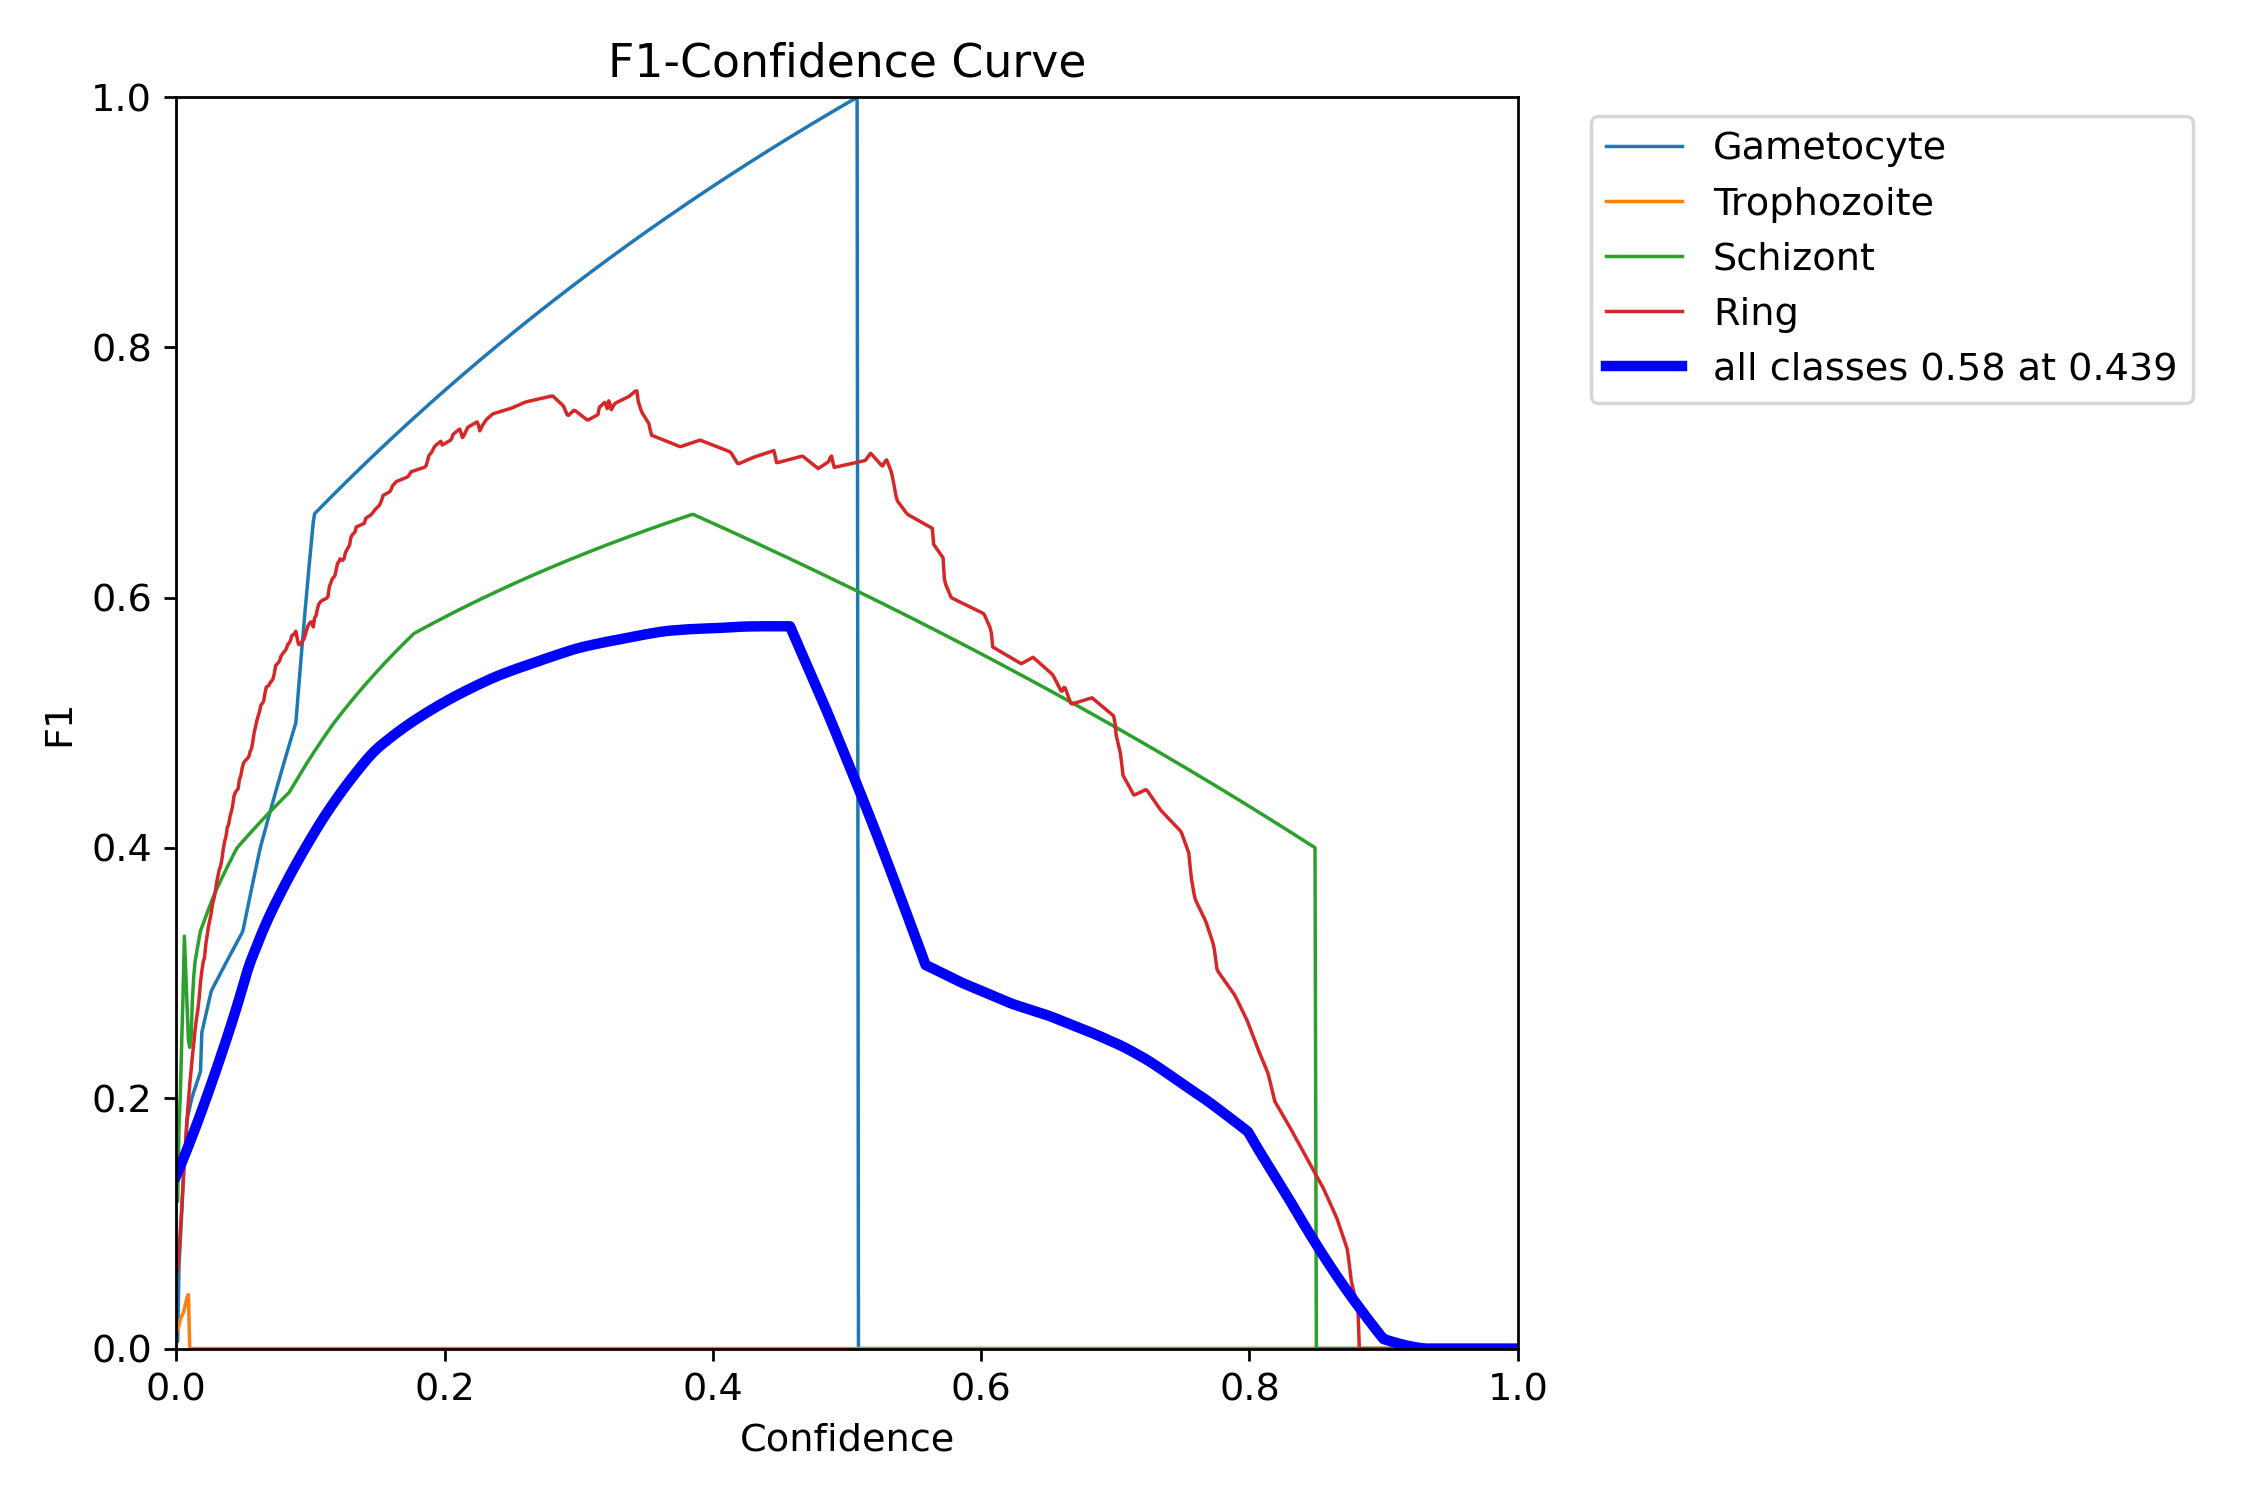 F1-Confidence Curve
1.0
0.8
0.6
0.4
0.2
0.0
F1
0.0 0.2 0.4 0.6 0.8 1.0
Confidence
Gametocyte
Trophozoite
Schizont
Ring
all classes 0.58 at 0.439